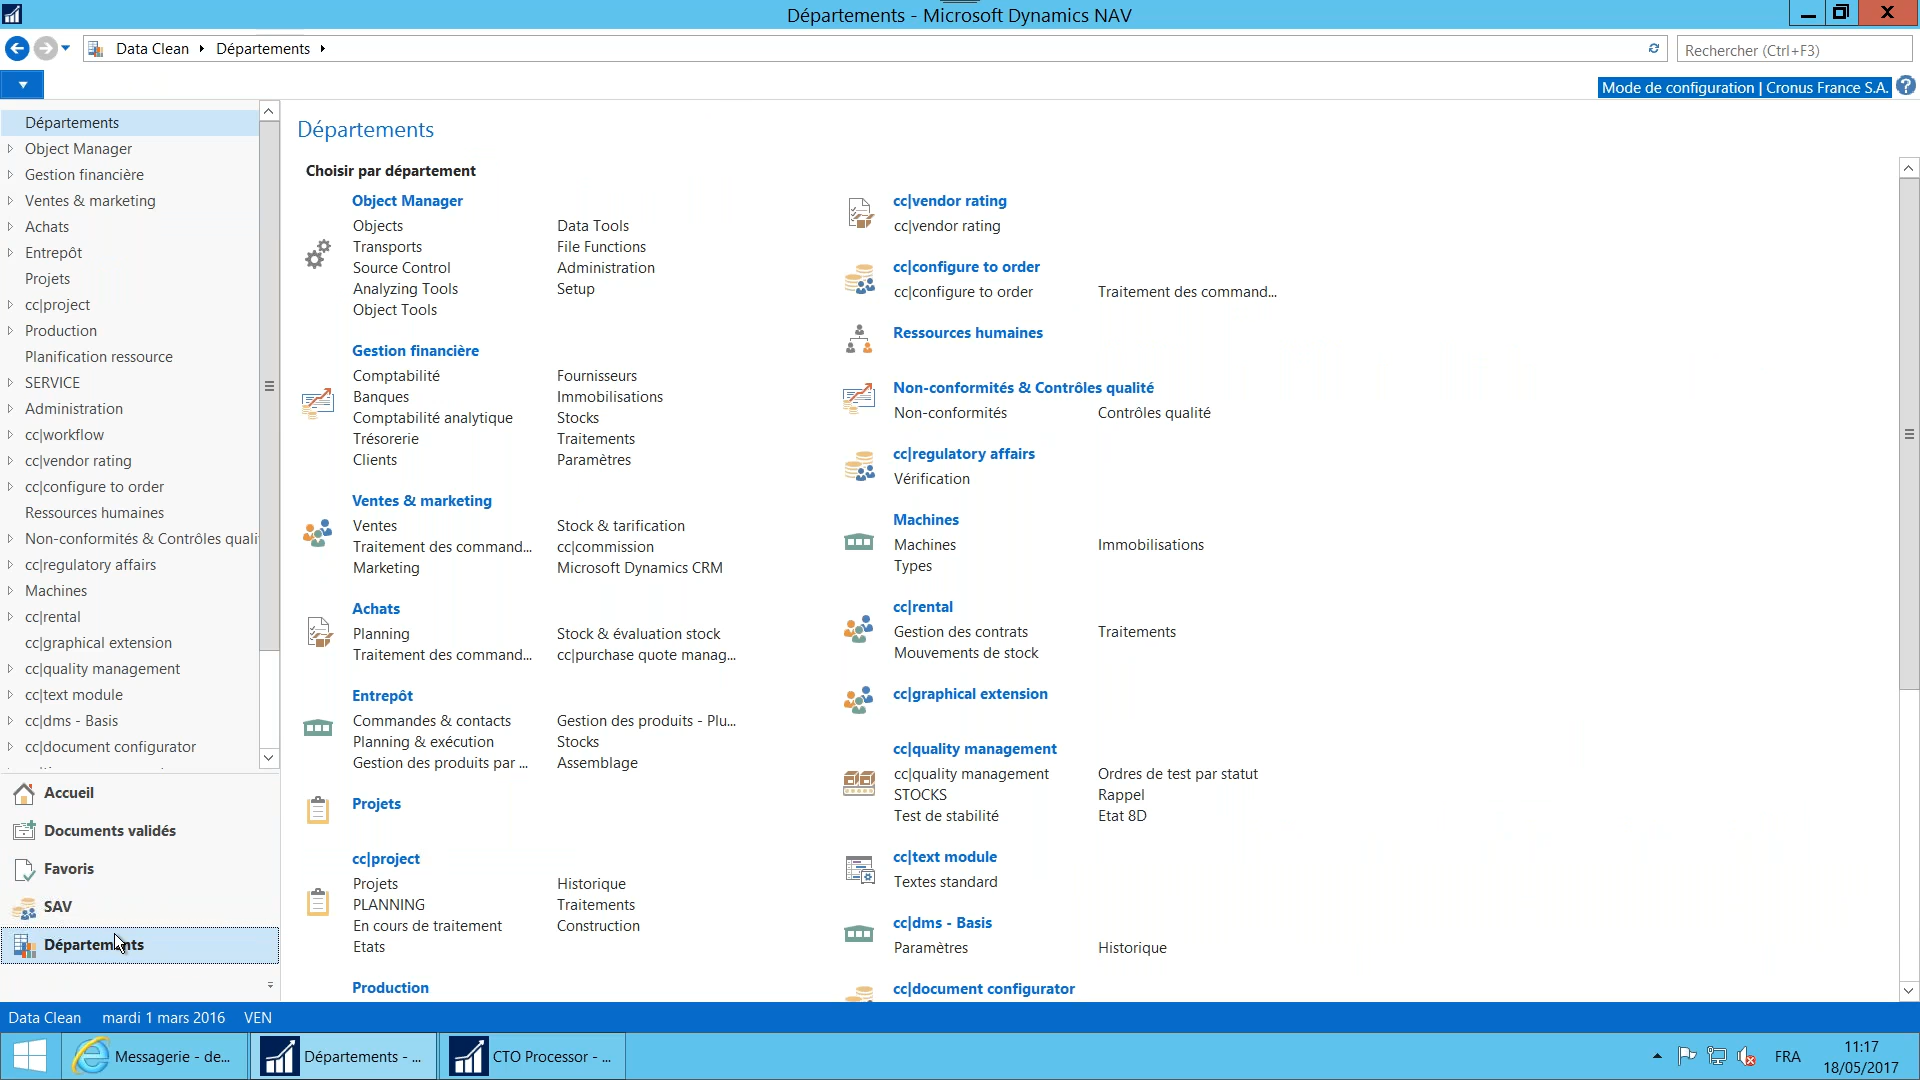 Départements - Microsoft Dynamics NAV
Data Clean
Départements
Rechercher (Ctrl+F3)
Mode de configuration | Cronus France S.A.
Départements
Object Manager
Gestion financière
Ventes & marketing
Achats
Entrepôt
Projets
cc|project
Production
Planification ressource
SERVICE
Administration
cc|workflow
cc|vendor rating
cc|configure to order
Ressources humaines
Non-conformités & Contrôles quali
cc|regulatory affairs
Machines
cc|rental
cc|graphical extension
cc|quality management
cc|text module
cc|dms - Basis
cc|document configurator
Accueil
Documents validés
Favoris
SAV
Départements
Départements
Choisir par département
Object Manager
Objects
Data Tools
Transports
File Functions
Source Control
Administration
Analyzing Tools
Setup
Object Tools
Gestion financière
Comptabilité
Fournisseurs
Banques
Immobilisations
Comptabilité analytique
Stocks
Trésorerie
Traitements
Clients
Paramètres
Ventes & marketing
Ventes
Stock & tarification
Traitement des command...
cc|commission
Marketing
Microsoft Dynamics CRM
Achats
Planning
Stock & évaluation stock
Traitement des command...
cc|purchase quote manag...
Entrepôt
Commandes & contacts
Gestion des produits - Plu...
Planning & exécution
Stocks
Gestion des produits par ...
Assemblage
Projets
cc|project
Projets
Historique
PLANNING
Traitements
En cours de traitement
Construction
Etats
Production
cc|vendor rating
cc|vendor rating
cc|configure to order
cc|configure to order
Traitement des command...
Ressources humaines
Non-conformités & Contrôles qualité
Non-conformités
Contrôles qualité
cc|regulatory affairs
Vérification
Machines
Machines
Immobilisations
Types
cc|rental
Gestion des contrats
Traitements
Mouvements de stock
cc|graphical extension
cc|quality management
cc|quality management
Ordres de test par statut
STOCKS
Rappel
Test de stabilité
Etat 8D
cc|text module
Textes standard
cc|dms - Basis
Paramètres
Historique
cc|document configurator
Data Clean
mardi 1 mars 2016
VEN
Messagerie - de...
Départements - ...
CTO Processor - ...
FRA
11:17
18/05/2017